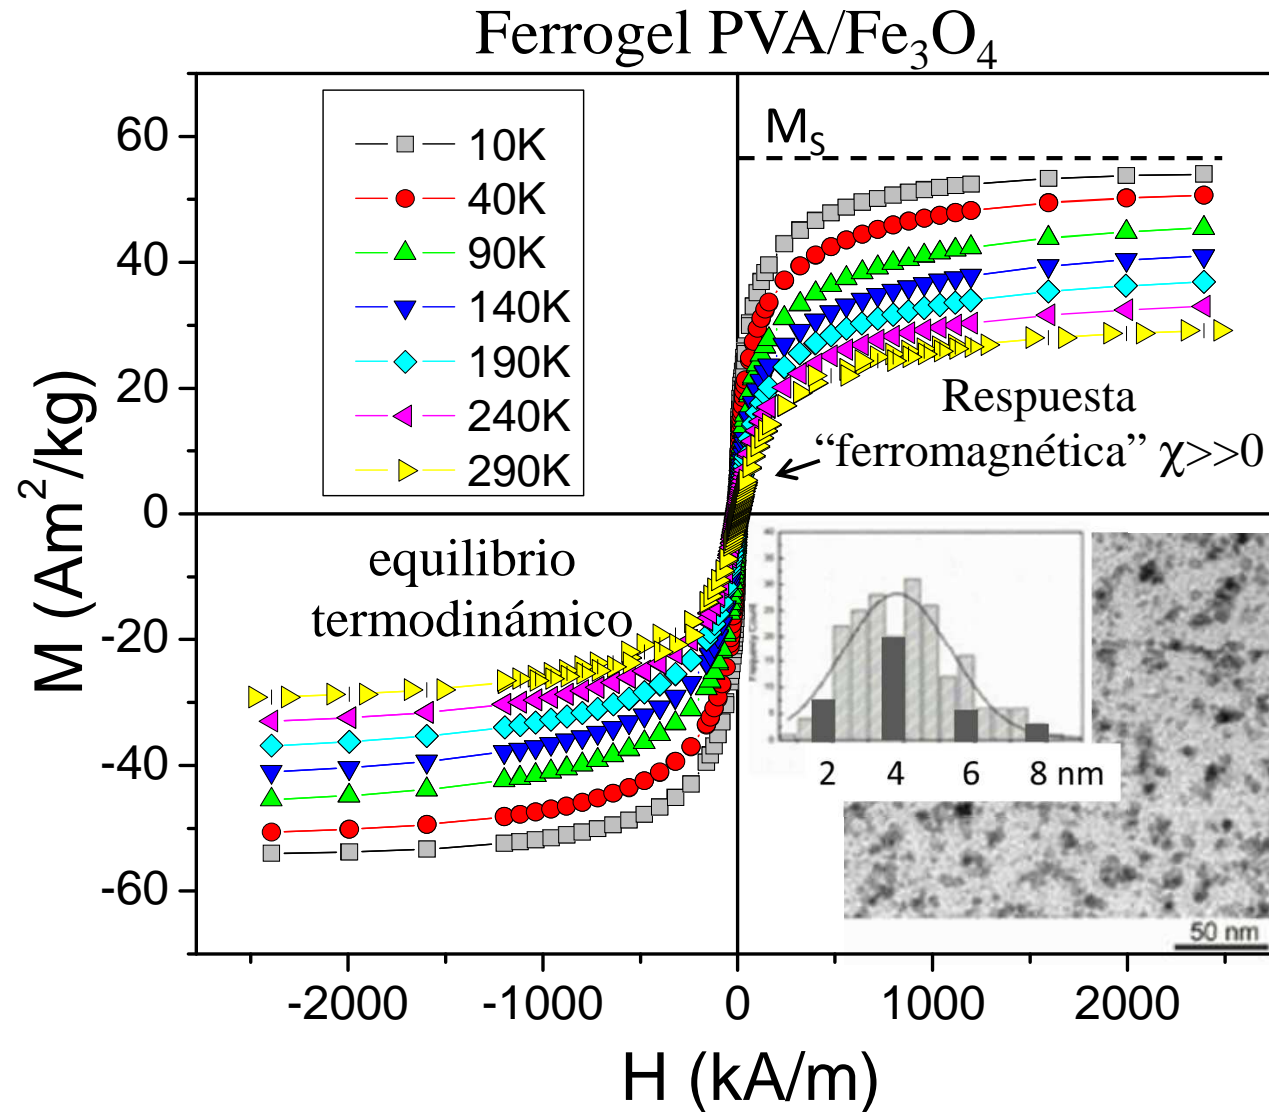 Ferrogel PVA/Fe₃O₄
M (Am²/kg)
60
40
20
0
-20
-40
-60
10K
40K
90K
140K
190K
240K
290K
Mₛ
Respuesta
“ferromagnética” χ>>0
equilibrio
termodinámico
2 4 6 8 nm
50 nm
-2000 -1000 0 1000 2000
H (kA/m)